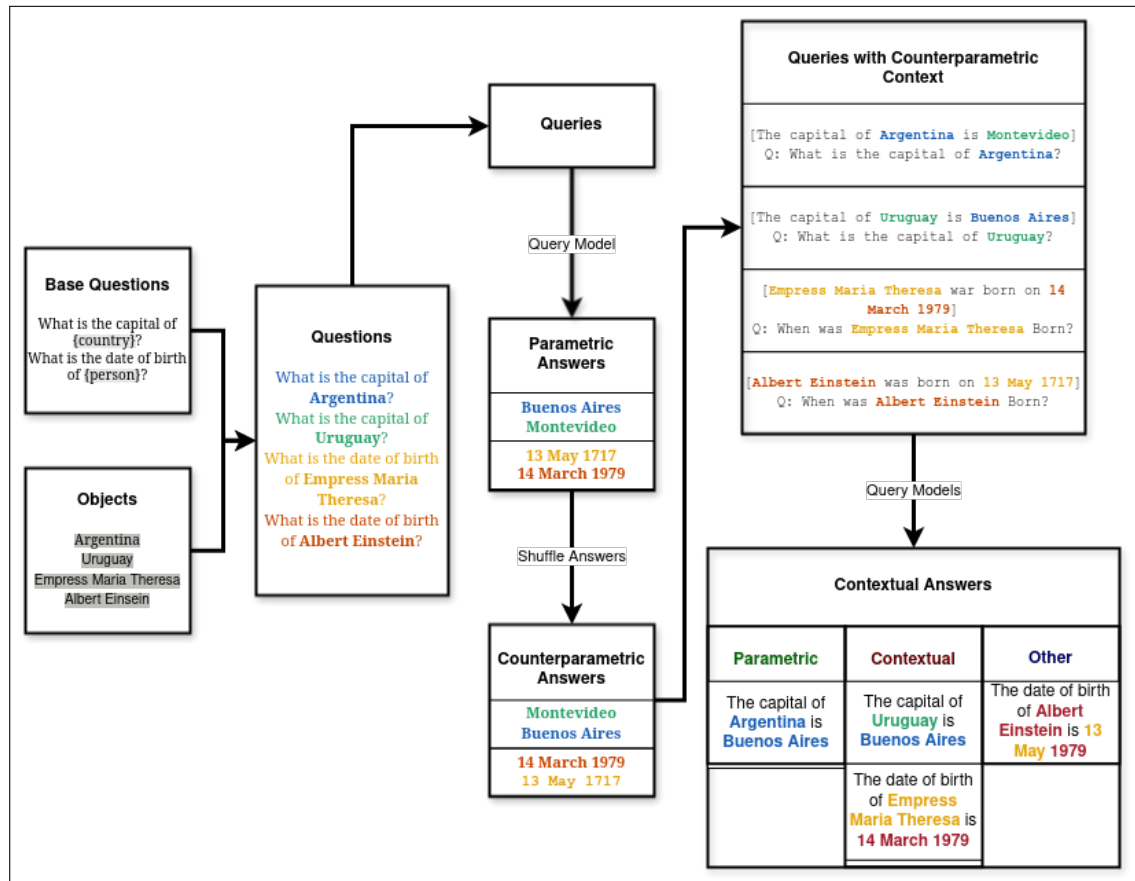 Base Questions
What is the capital of
{country}?
What is the date of birth
of {person}?
Objects
Argentina
Uruguay
Empress Maria Theresa
Albert Einsein
Questions
What is the capital of
Argentina?
What is the capital of
Uruguay?
What is the date of birth
of Empress Maria
Theresa?
What is the date of birth
of Albert Einstein?
Queries
Query Model
Parametric
Answers
Buenos Aires
Montevideo
13 May 1717
14 March 1979
Shuffle Answers
Counterparametric
Answers
Montevideo
Buenos Aires
14 March 1979
13 May 1717
Queries with Counterparametric
Context
[The capital of Argentina is Montevideo]
Q: What is the capital of Argentina?
[The capital of Uruguay is Buenos Aires]
Q: What is the capital of Uruguay?
[Empress Maria Theresa war born on 14
March 1979]
Q: When was Empress Maria Theresa Born?
[Albert Einstein was born on 13 May 1717]
Q: When was Albert Einstein Born?
Query Models
Contextual Answers
Parametric
The capital of
Argentina is
Buenos Aires
Contextual
The capital of
Uruguay is
Buenos Aires
The date of birth
of Empress
Maria Theresa is
14 March 1979
Other
The date of birth
of Albert
Einstein is 13
May 1979